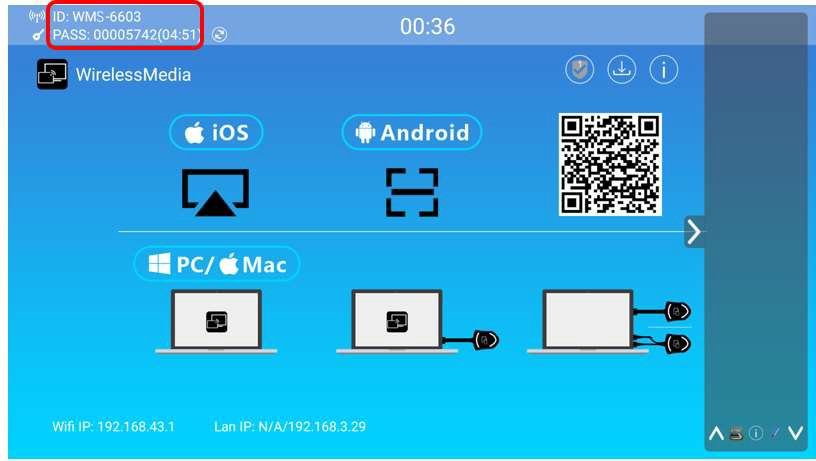 ID: WMS-6603
PASS: 00005742(04:51)
00:36
WirelessMedia
iOS
Android
PC/ Mac
Wifi IP: 192.168.43.1
Lan IP: N/A/192.168.3.29